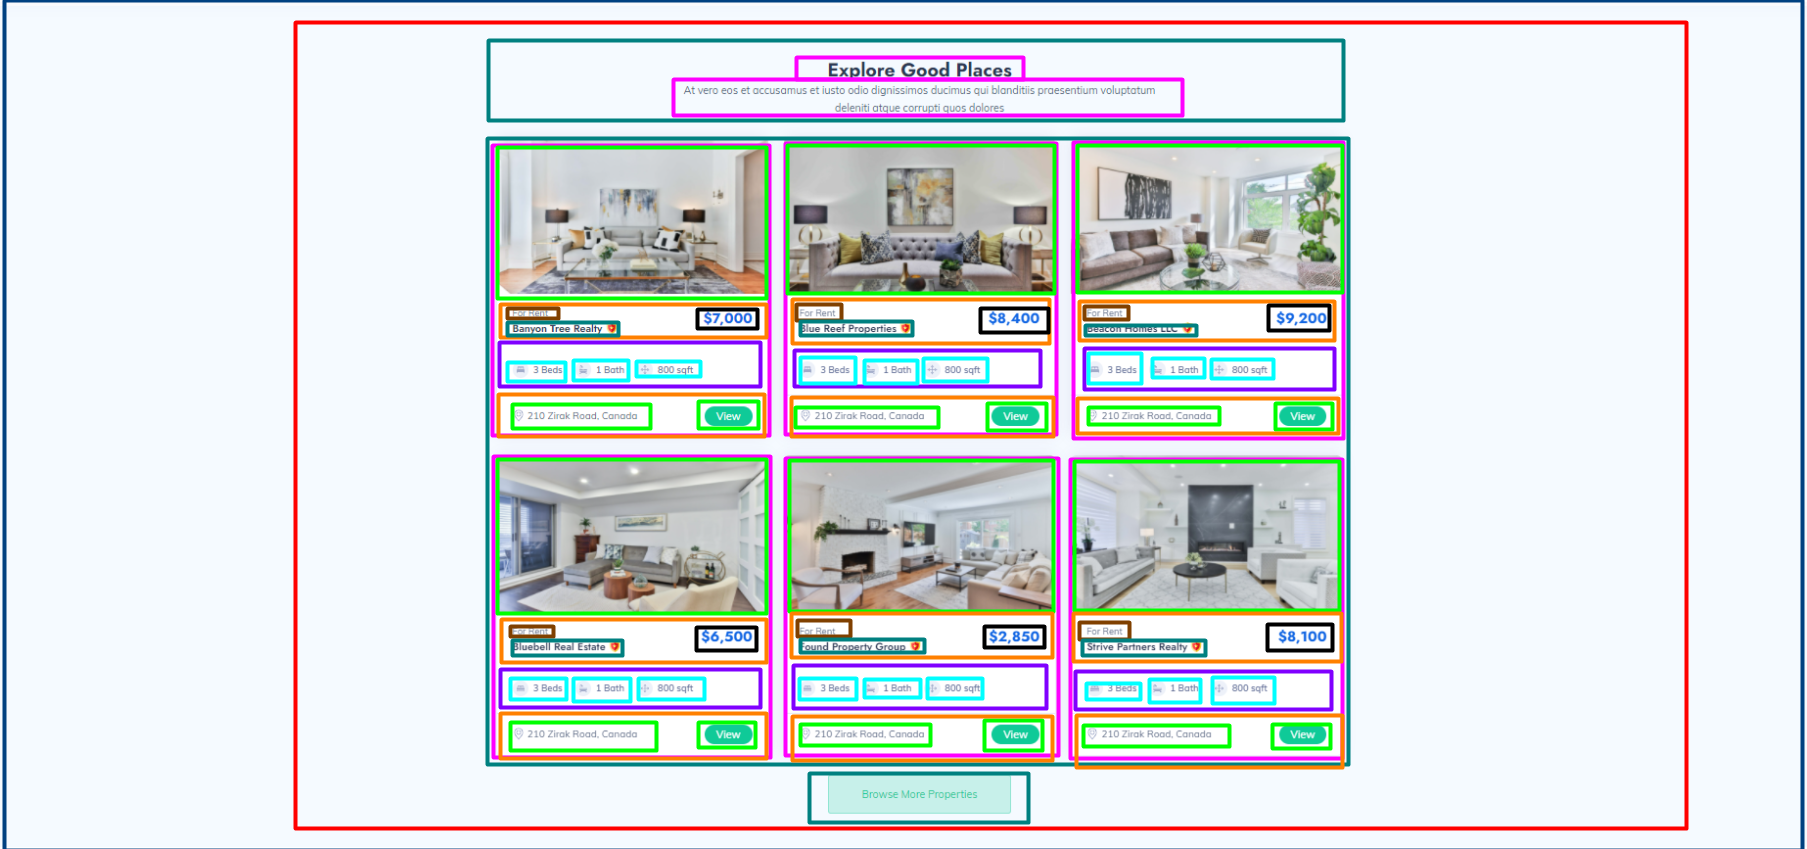 Explore Good Places
At vero eos et accusamus et iusto odio dignissimos ducimus qui blanditiis praesentium voluptatum
deleniti atque corrupti quos dolores
For Rent
Banyon Tree Realty
$7,000
3 Beds 1 Bath 800 sqft
210 Zirak Road, Canada View
For Rent
Blue Reef Properties
$8,400
3 Beds 1 Bath 800 sqft
210 Zirak Road, Canada View
For Rent
Beacon Homes LLC
$9,200
3 Beds 1 Bath 800 sqft
210 Zirak Road, Canada View
For Rent
Bluebell Real Estate
$6,500
3 Beds 1 Bath 800 sqft
210 Zirak Road, Canada View
For Rent
Found Property Group
$2,850
3 Beds 1 Bath 800 sqft
210 Zirak Road, Canada View
For Rent
Strive Partners Realty
$8,100
3 Beds 1 Bath 800 sqft
210 Zirak Road, Canada View
Browse More Properties